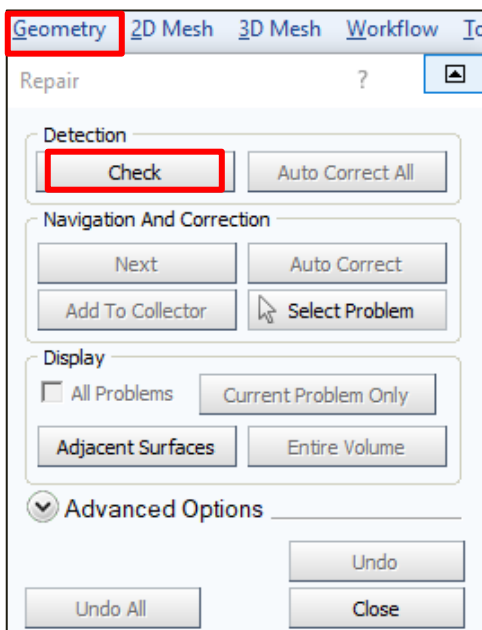 Geometry 2D Mesh 3D Mesh Workflow
Repair ?
Detection
Check Auto Correct All
Navigation And Correction
Next Auto Correct
Add To Collector Select Problem
Display
All Problems Current Problem Only
Adjacent Surfaces Entire Volume
Advanced Options
Undo
Undo All Close